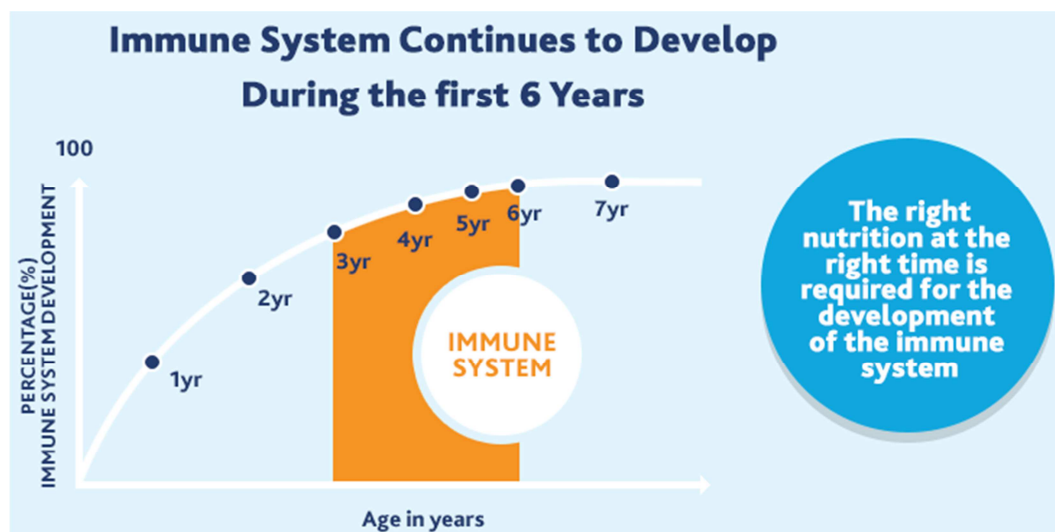 Immune System Continues to Develop
During the first 6 Years
100
PERCENTAGE(%)
IMMUNE SYSTEM DEVELOPMENT
1yr
2yr
3yr
4yr
5yr
6yr
7yr
IMMUNE
SYSTEM
Age in years
The right
nutrition at the
right time is
required for the
development
of the immune
system